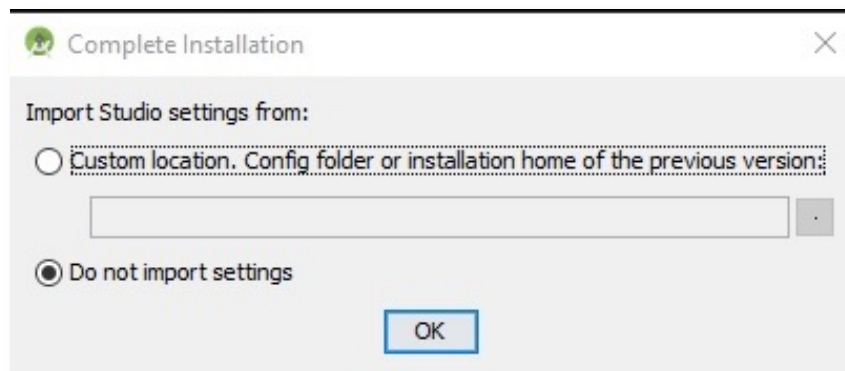 Complete Installation
Import Studio settings from:
Custom location. Config folder or installation home of the previous version:
Do not import settings
OK